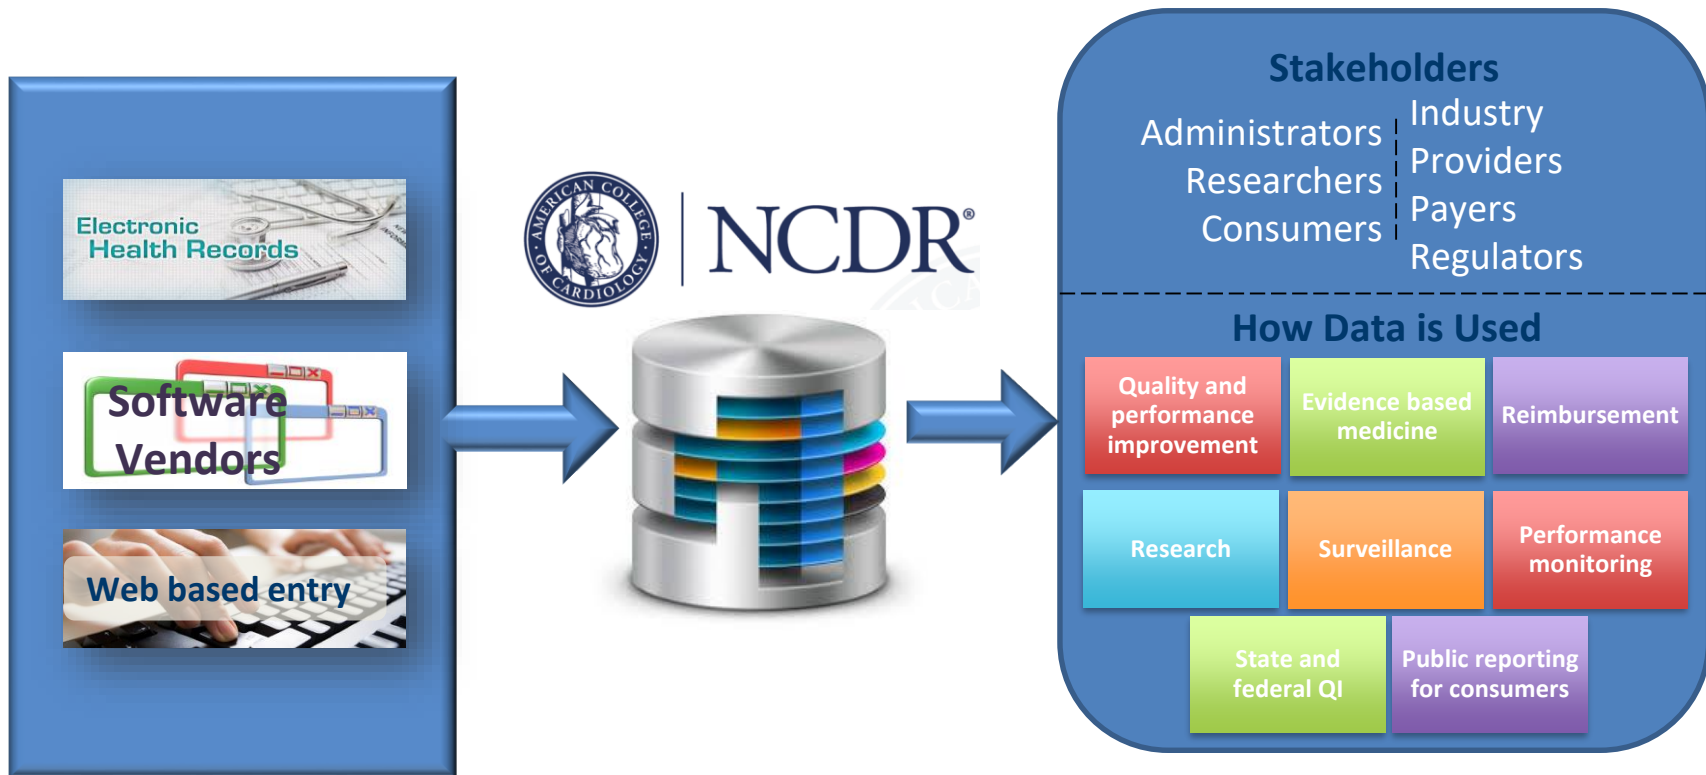 Electronic
Health Records
Software
Vendors
Web based entry
AMERICAN COLLEGE
OF CARDIOLOGY
NCDR®
Stakeholders
Administrators
Researchers
Consumers
Industry
Providers
Payers
Regulators
How Data is Used
Quality and
performance
improvement
Evidence based
medicine
Reimbursement
Research
Surveillance
Performance
monitoring
State and
federal QI
Public reporting
for consumers